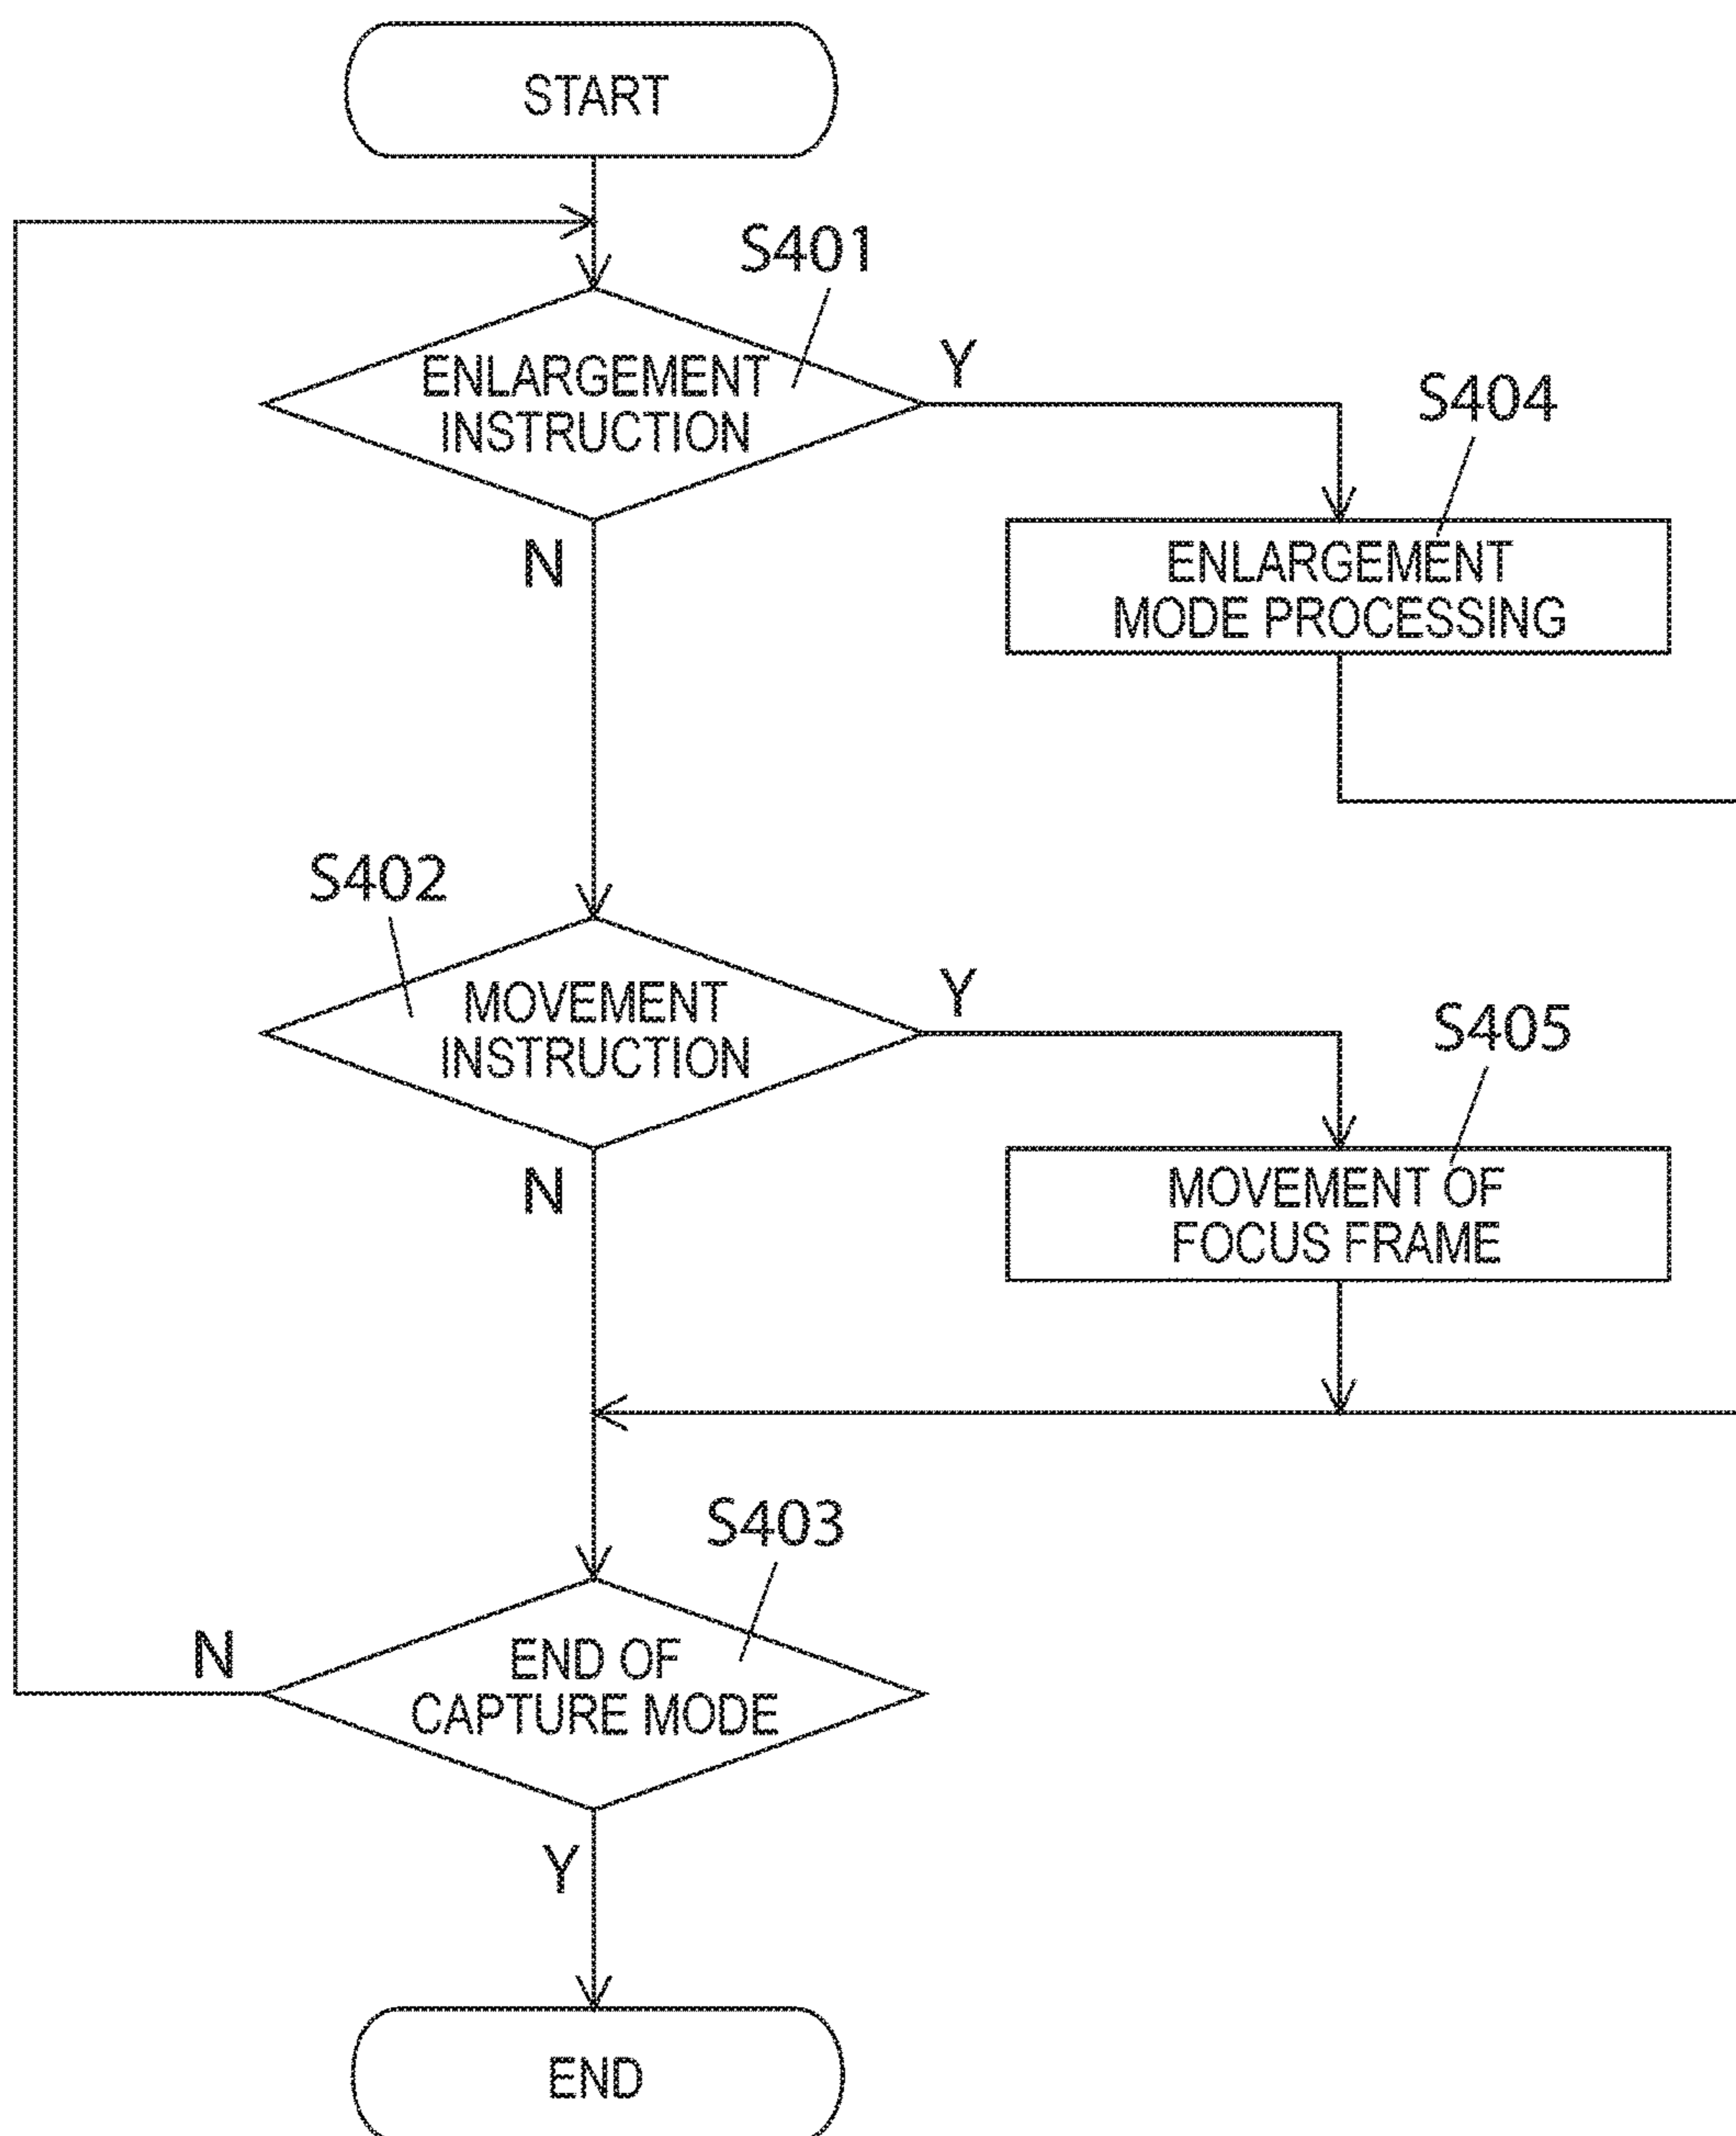 START
S401
ENLARGEMENT
INSTRUCTION
Y
S404
ENLARGEMENT
MODE PROCESSING
N
S402
MOVEMENT
INSTRUCTION
Y
S405
MOVEMENT OF
FOCUS FRAME
N
S403
END OF
CAPTURE MODE
N
Y
END